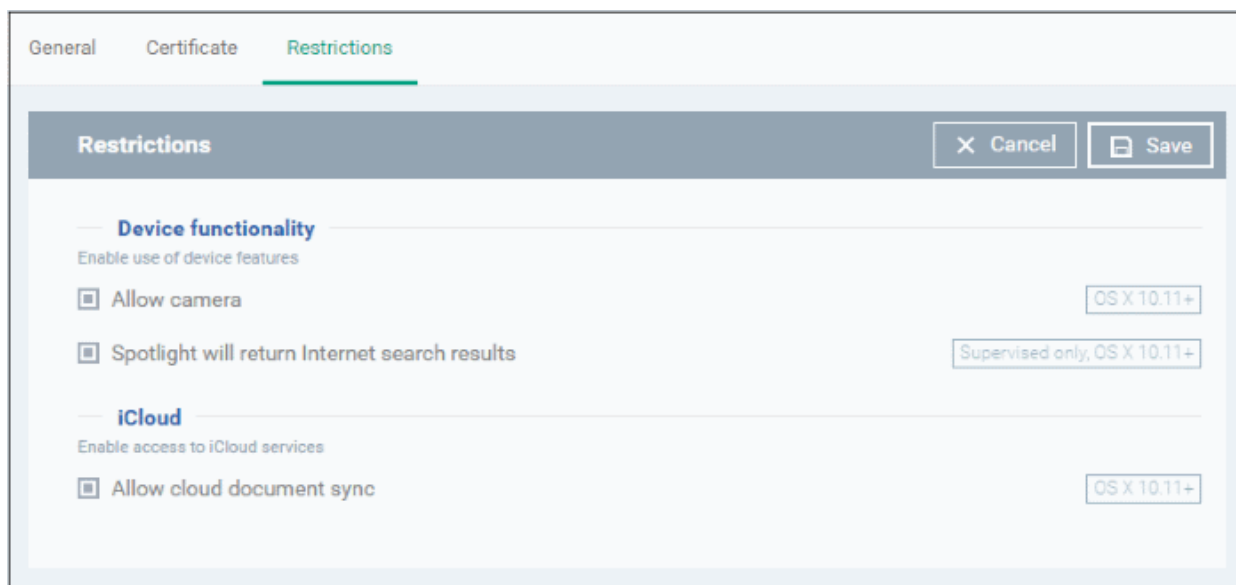 General Certificate Restrictions
Restrictions Cancel Save
Device functionality
Enable use of device features
Allow camera OS X 10.11+
Spotlight will return Internet search results Supervised only, OS X 10.11+
iCloud
Enable access to iCloud services
Allow cloud document sync OS X 10.11+